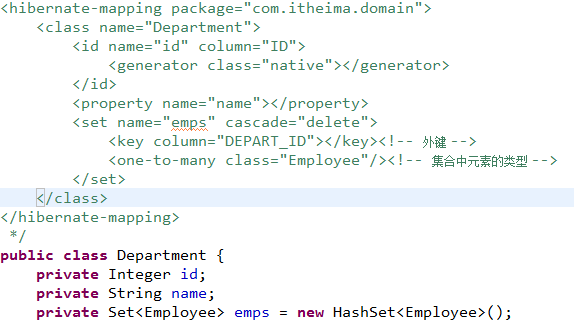 <hibernate-mapping package="com.itheima.domain">
    <class name="Department">
        <id name="id" column="ID">
            <generator class="native"></generator>
        </id>
        <property name="name"></property>
        <set name="emps" cascade="delete">
            <key column="DEPART_ID"></key><!-- 外键 -->
            <one-to-many class="Employee"/><!-- 集合中元素的类型 -->
        </set>
    </class>
</hibernate-mapping>
 */
public class Department {
    private Integer id;
    private String name;
    private Set<Employee> emps = new HashSet<Employee>();